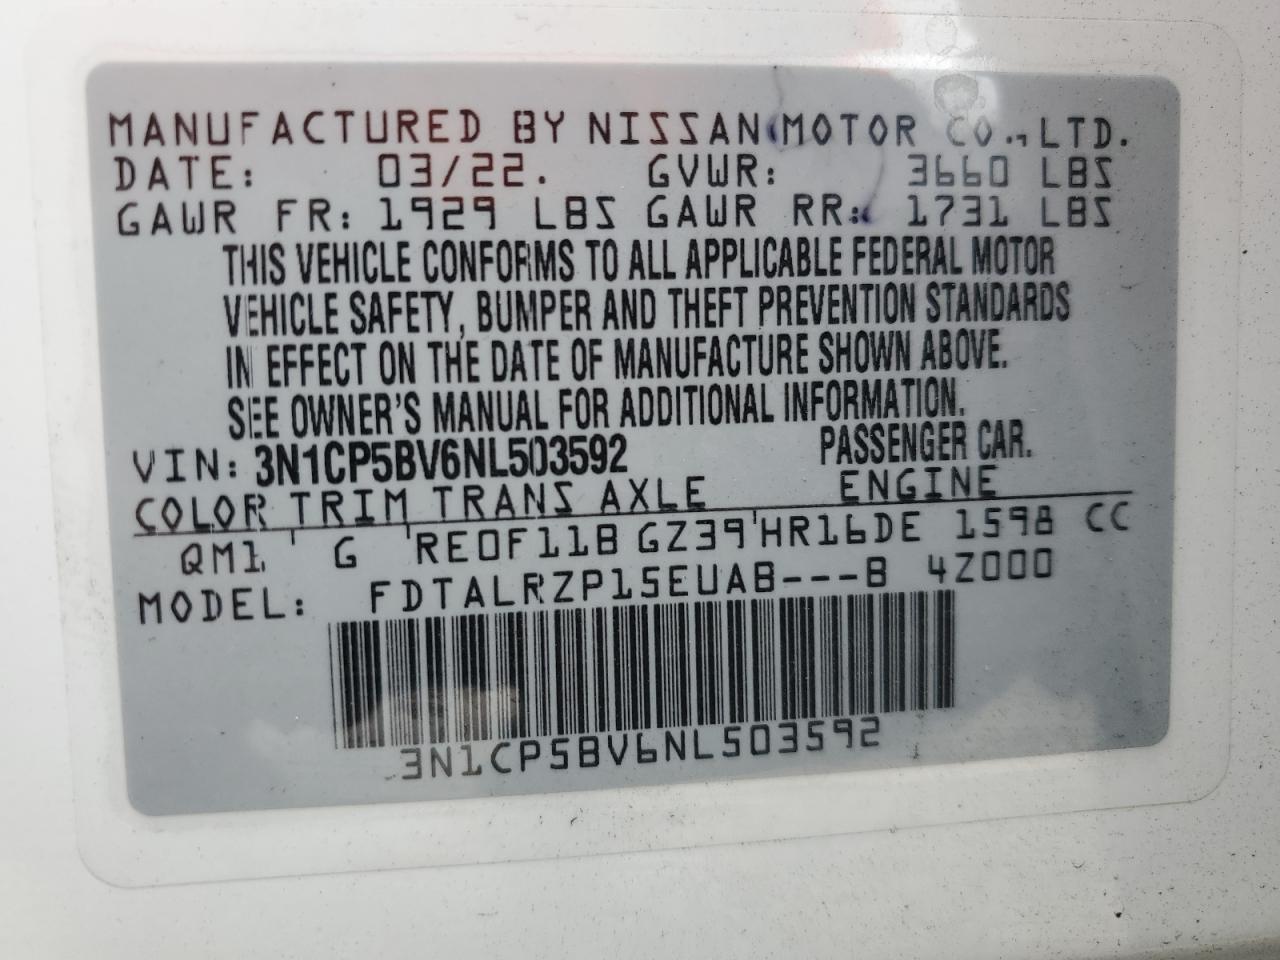 MANUFACTURED BY NISSAN MOTOR CO., LTD.
DATE: 03/22. GVWR: 3660 LBS
GAWR FR: 1929 LBS GAWR RR: 1731 LBS
THIS VEHICLE CONFORMS TO ALL APPLICABLE FEDERAL MOTOR
VEHICLE SAFETY, BUMPER AND THEFT PREVENTION STANDARDS
IN EFFECT ON THE DATE OF MANUFACTURE SHOWN ABOVE.
SEE OWNER'S MANUAL FOR ADDITIONAL INFORMATION.
VIN: 3N1CP5BV6NL503592 PASSENGER CAR.
COLOR TRIM TRANS AXLE ENGINE
QM1 G RE0F11B GZ39 HR16DE 1598 CC
MODEL: FDTALRZP15EUAB---B 4Z000
3N1CP5BV6NL503592